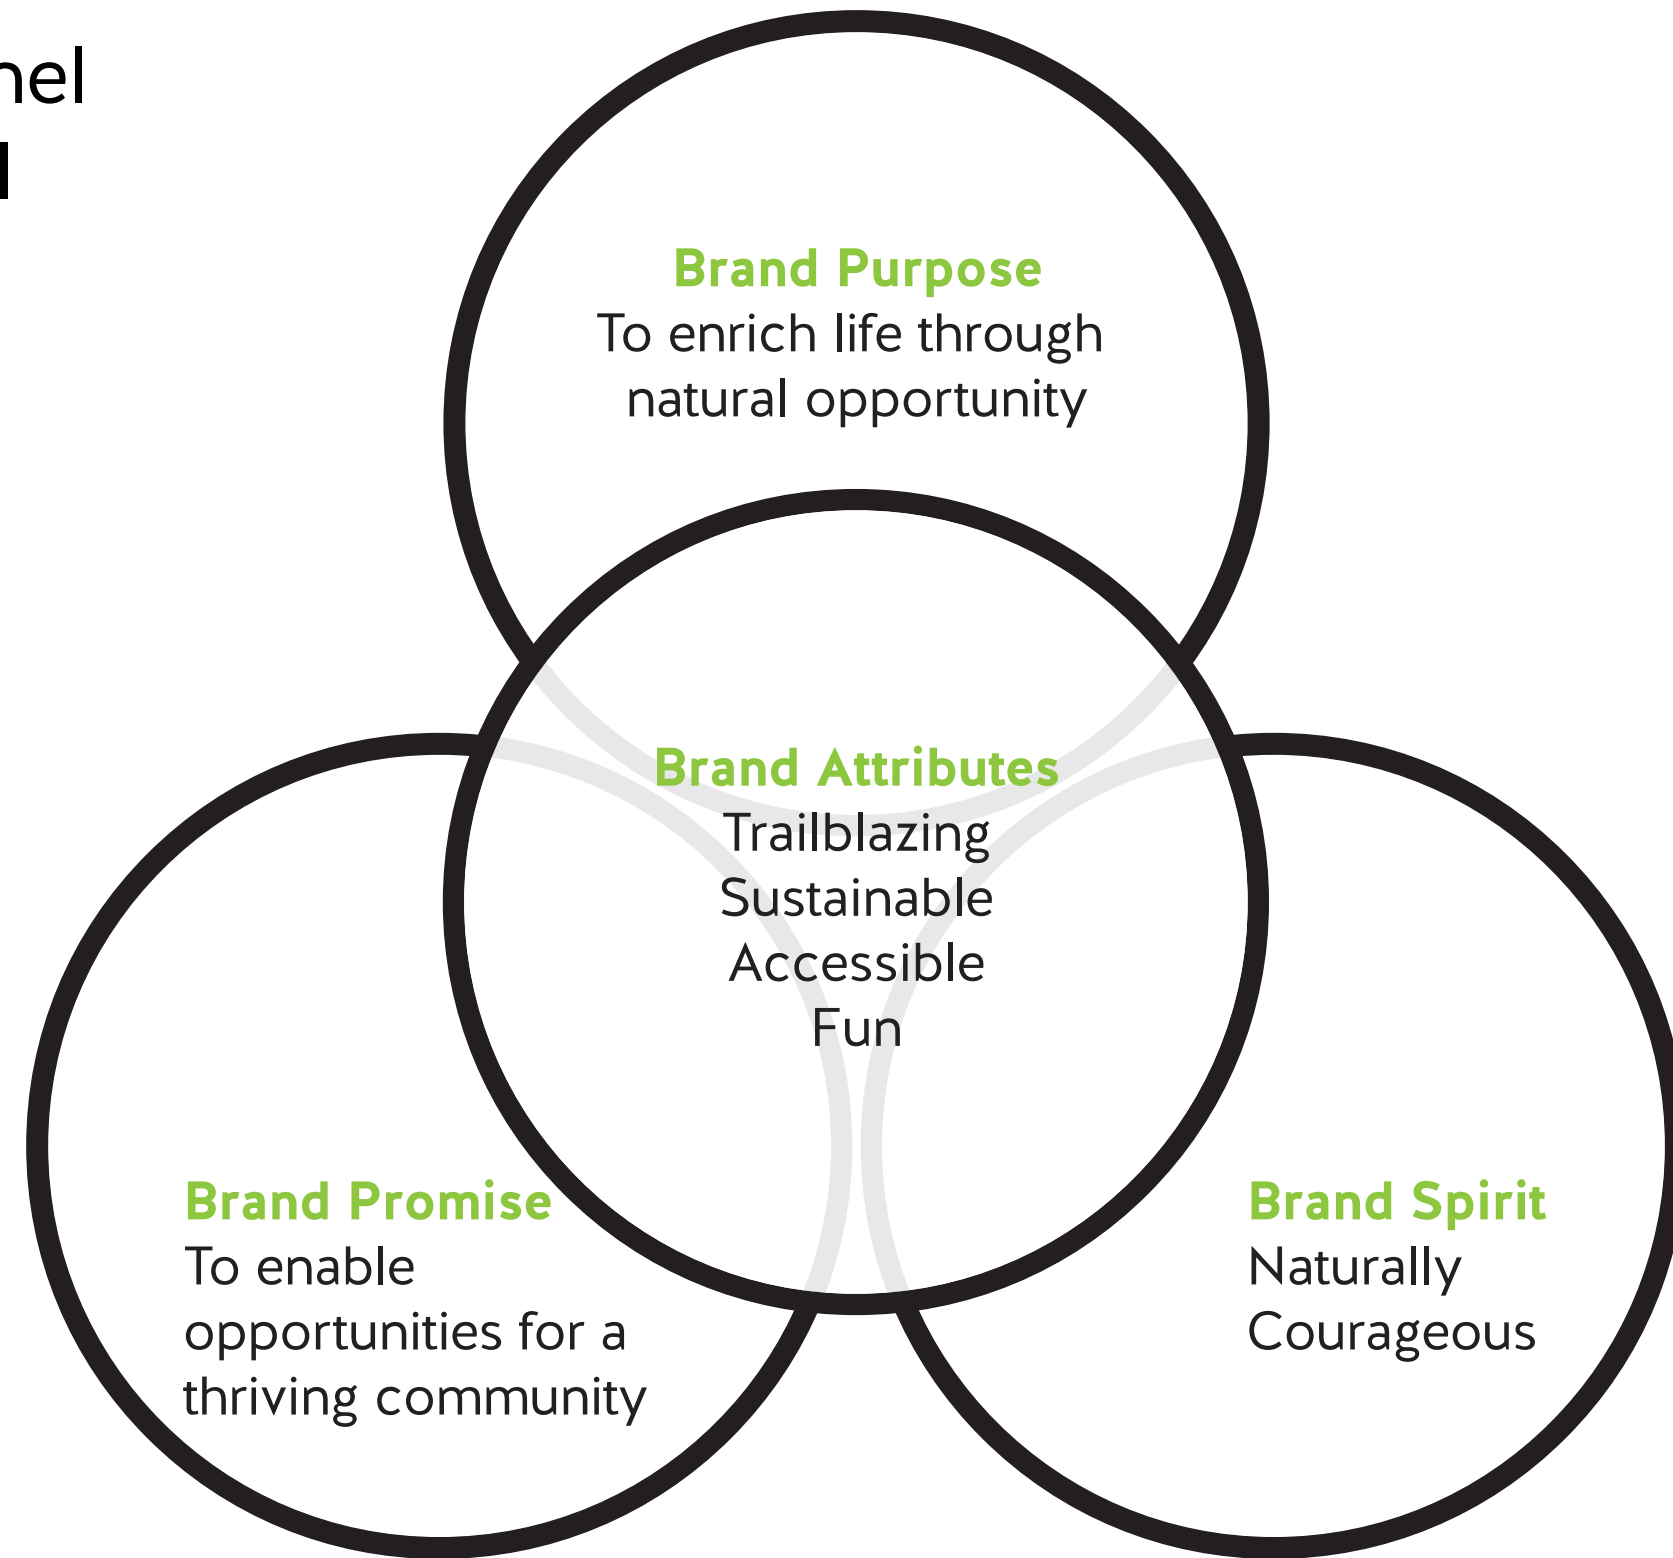 Brand Purpose
To enrich life through
natural opportunity
Brand Attributes
Trailblazing
Sustainable
Accessible
Fun
Brand Promise
To enable
opportunities for a
thriving community
Brand Spirit
Naturally
Courageous